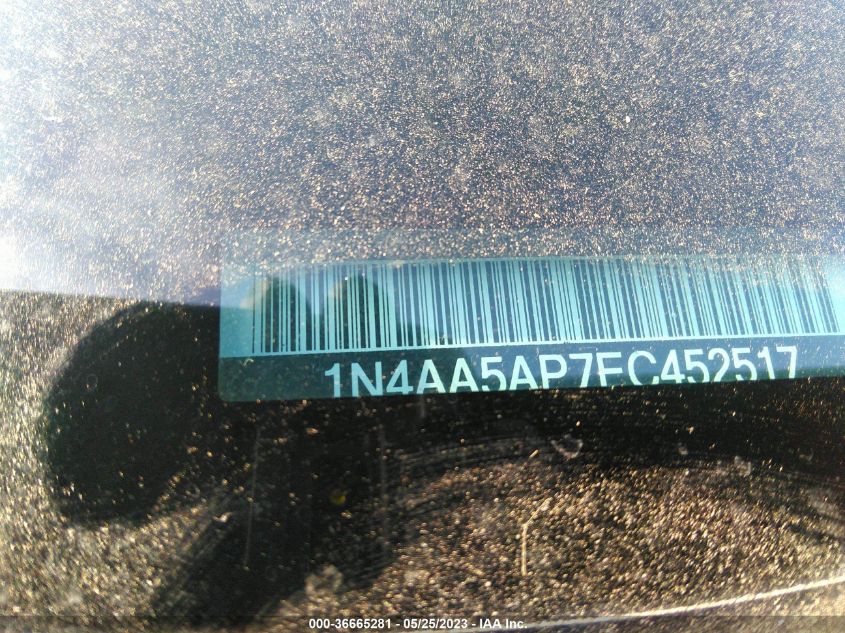 1N4AA5AP7EC452517
000-36665281 - 05/25/2023 - IAA Inc.